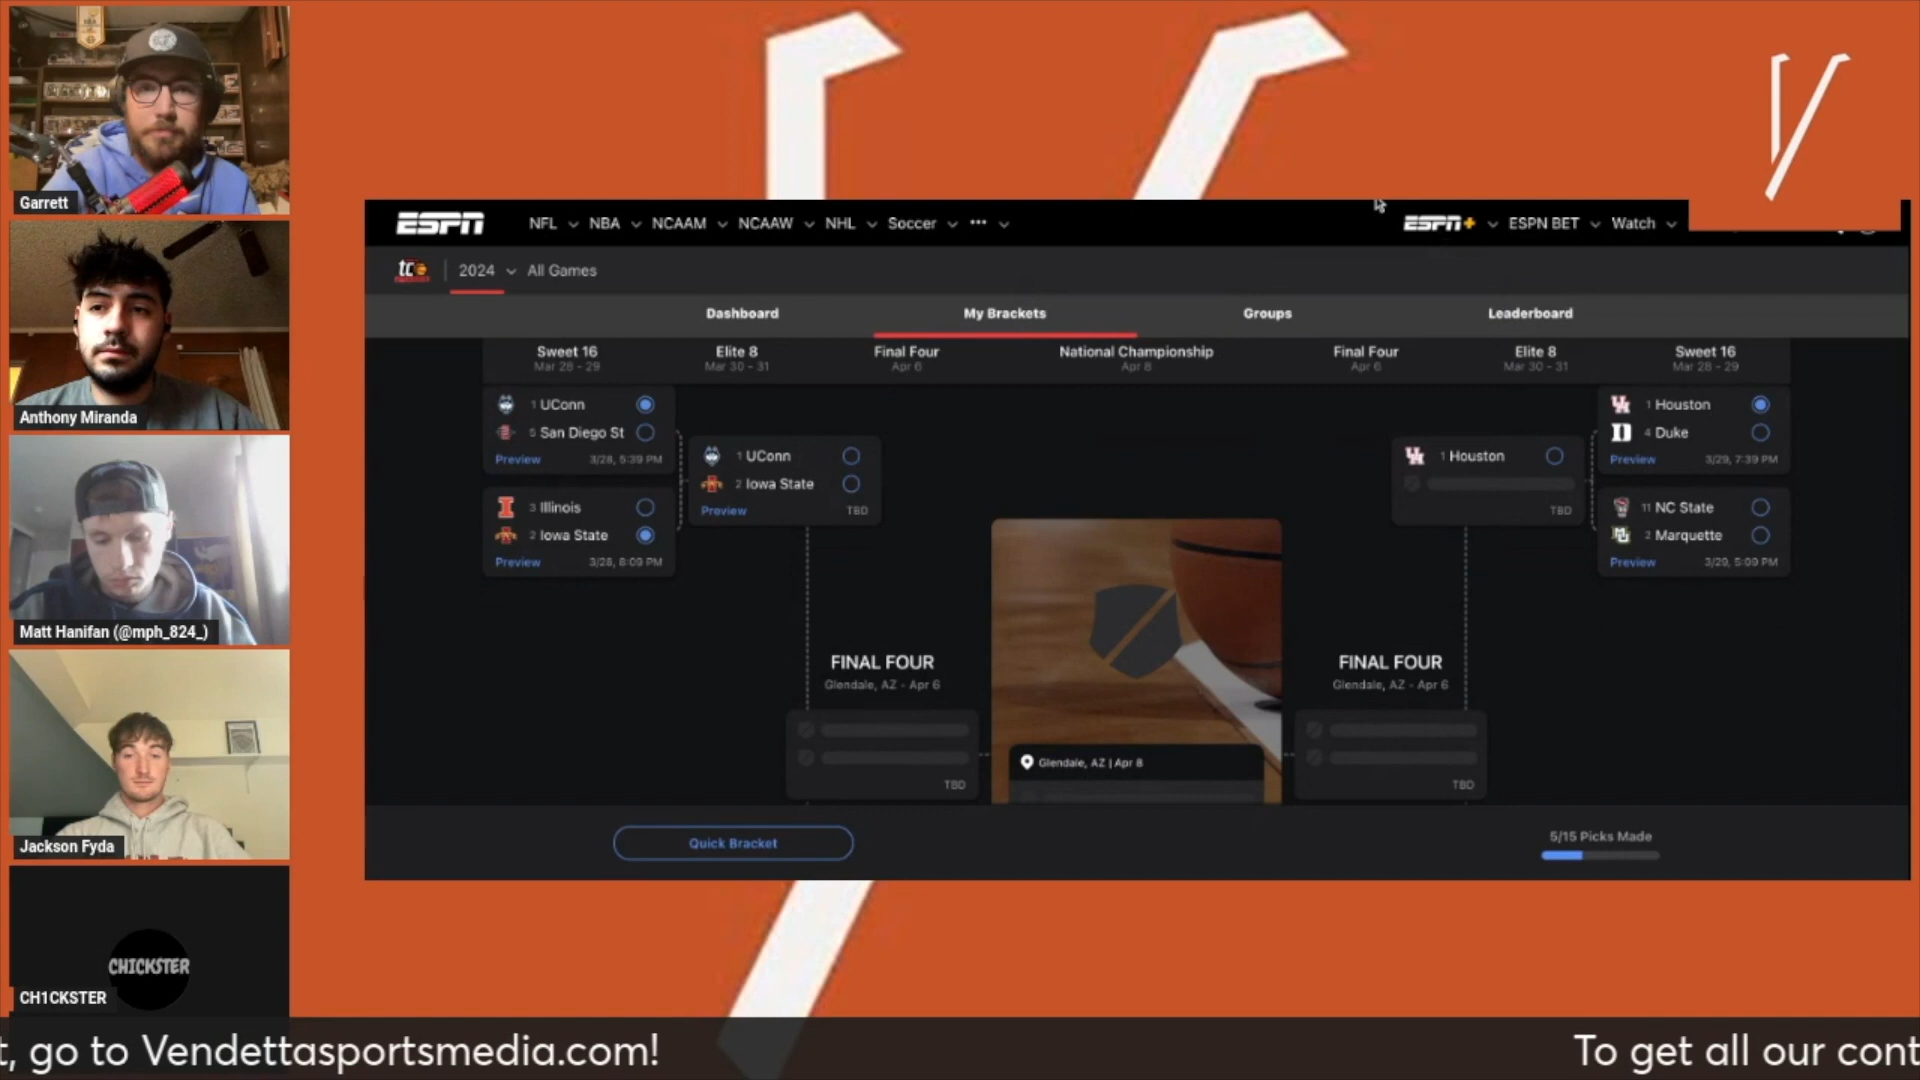 Garrett
Anthony Miranda
Matt Hanifan (@mph_824_)
Jackson Fyda
CHICKSTER
CH1CKSTER
ESPN NFL NBA NCAAM NCAAW NHL Soccer ••• ESPN+ ESPN BET Watch
tc 2024 All Games
Dashboard My Brackets Groups Leaderboard
Sweet 16 Elite 8 Final Four National Championship Final Four Elite 8 Sweet 16
Mar 28 - 29 Mar 30 - 31 Apr 6 Apr 8 Apr 6 Mar 30 - 31 Mar 28 - 29
1 UConn
5 San Diego St
Preview 3/28, 5:39 PM
3 Illinois
2 Iowa State
Preview 3/28, 8:09 PM
1 UConn
2 Iowa State
Preview TBD
1 Houston
TBD
1 Houston
4 Duke
Preview 3/29, 7:39 PM
11 NC State
2 Marquette
Preview 3/29, 5:09 PM
FINAL FOUR
Glendale, AZ - Apr 6
TBD
Glendale, AZ | Apr 8
FINAL FOUR
Glendale, AZ - Apr 6
TBD
Quick Bracket
5/15 Picks Made
t, go to Vendettasportsmedia.com! To get all our cont